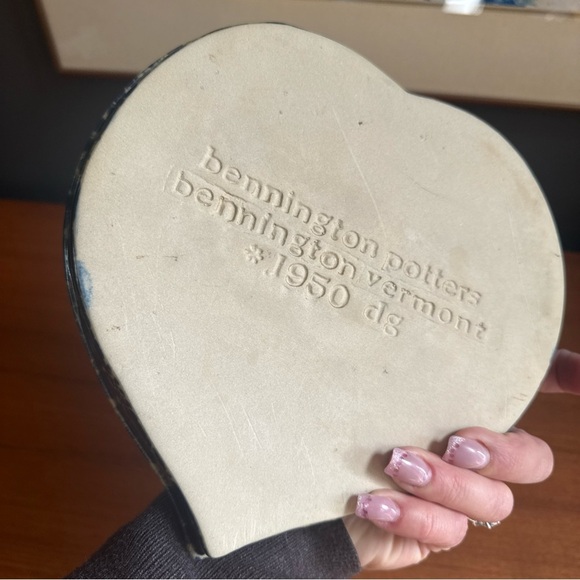 bennington potters
bennington vermont
*1950 dg